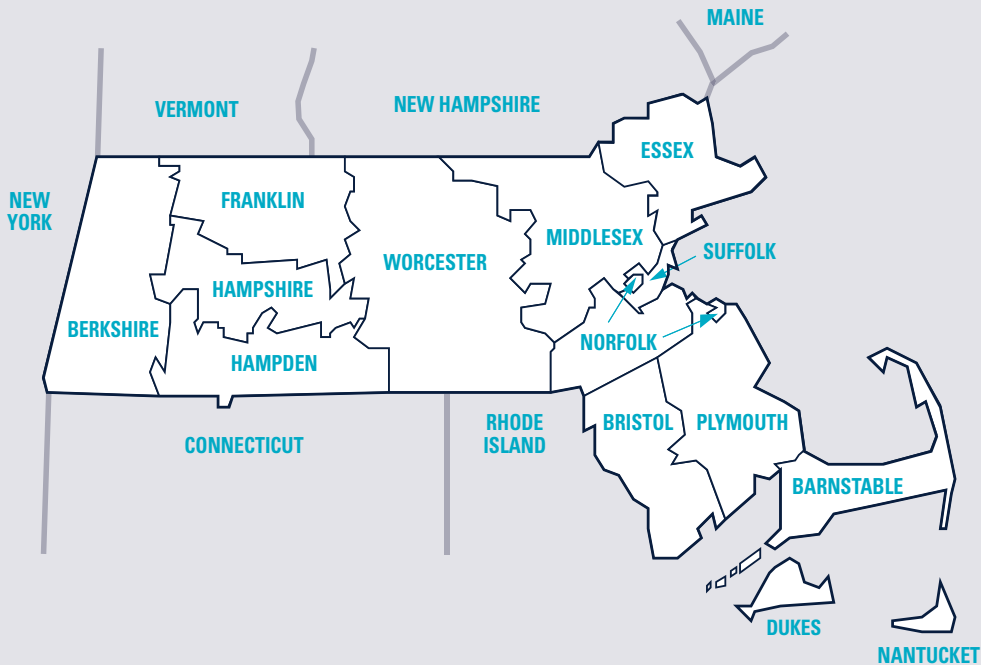 MAINE
VERMONT
NEW HAMPSHIRE
ESSEX
NEW
YORK
FRANKLIN
MIDDLESEX
SUFFOLK
WORCESTER
HAMPSHIRE
BERKSHIRE
NORFOLK
HAMPDEN
CONNECTICUT
RHODE
ISLAND
BRISTOL
PLYMOUTH
BARNSTABLE
DUKES
NANTUCKET